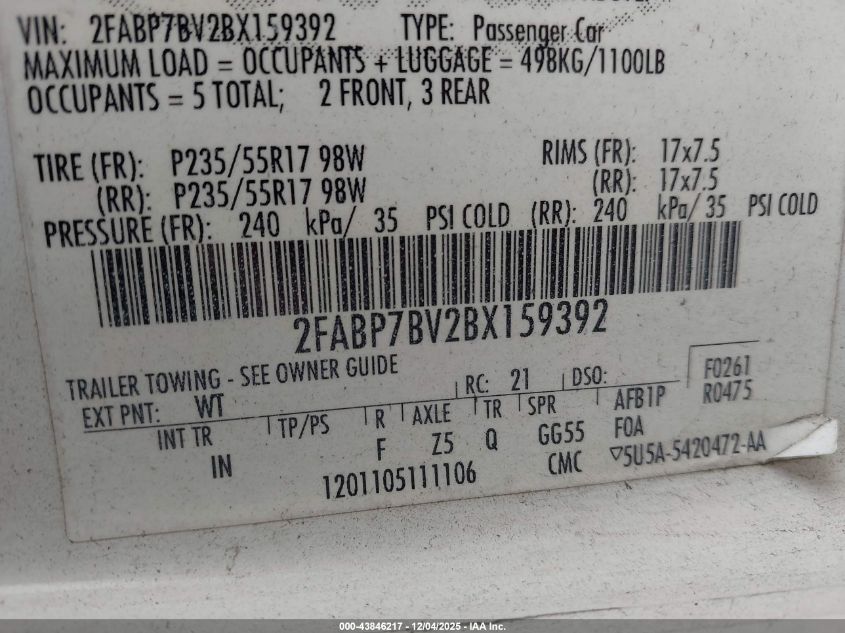 VIN: 2FABP7BV2BX159392 TYPE: Passenger Car
MAXIMUM LOAD = OCCUPANTS + LUGGAGE = 498KG/1100LB
OCCUPANTS = 5 TOTAL; 2 FRONT, 3 REAR
TIRE (FR): P235/55R17 98W RIMS (FR): 17x7.5
(RR): P235/55R17 98W (RR): 17x7.5
PRESSURE (FR): 240 kPa/ 35 PSI COLD (RR): 240 kPa/ 35 PSI COLD
2FABP7BV2BX159392
TRAILER TOWING - SEE OWNER GUIDE
EXT PNT: WT RC: 21 DSO: F0261
R0475
INT TR TP/PS R AXLE TR SPR AFB1P
IN F Z5 Q GG55 FOA
1201105111106 CMC ▽5U5A-5420472-AA
000-43846217 - 12/04/2025 - IAA Inc.